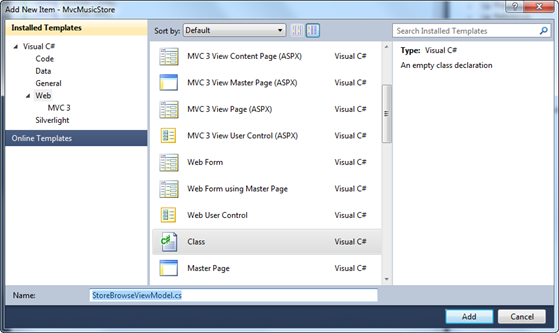 Add New Item - MvcMusicStore
Installed Templates
Visual C#
Code
Data
General
Web
MVC 3
Silverlight
Online Templates
Sort by: Default
MVC 3 View Content Page (ASPX) Visual C#
MVC 3 View Master Page (ASPX) Visual C#
MVC 3 View Page (ASPX) Visual C#
MVC 3 View User Control (ASPX) Visual C#
Web Form Visual C#
Web Form using Master Page Visual C#
Web User Control Visual C#
Class Visual C#
Master Page Visual C#
Search Installed Templates
Type: Visual C#
An empty class declaration
Name: StoreBrowseViewModel.cs
Add Cancel